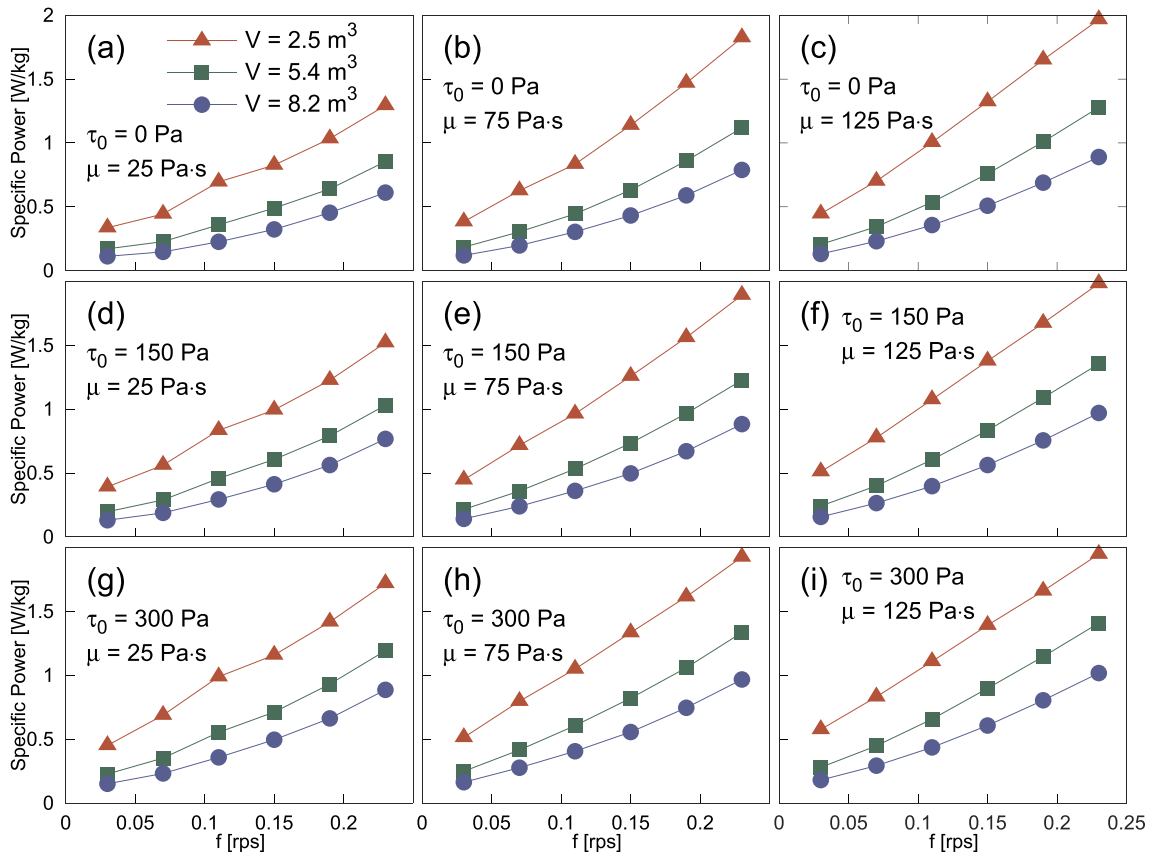 2
1.5
1
0.5
0
Specific Power [W/kg]
(a)
V = 2.5 m³
V = 5.4 m³
V = 8.2 m³
τ₀ = 0 Pa
μ = 25 Pa·s
(b)
τ₀ = 0 Pa
μ = 75 Pa·s
(c)
τ₀ = 0 Pa
μ = 125 Pa·s
1.5
1
0.5
0
Specific Power [W/kg]
(d)
τ₀ = 150 Pa
μ = 25 Pa·s
(e)
τ₀ = 150 Pa
μ = 75 Pa·s
(f)
τ₀ = 150 Pa
μ = 125 Pa·s
1.5
1
0.5
0
Specific Power [W/kg]
(g)
τ₀ = 300 Pa
μ = 25 Pa·s
(h)
τ₀ = 300 Pa
μ = 75 Pa·s
(i)
τ₀ = 300 Pa
μ = 125 Pa·s
0 0.05 0.1 0.15 0.2
0 0.05 0.1 0.15 0.2
0 0.05 0.1 0.15 0.2 0.25
f [rps]
f [rps]
f [rps]